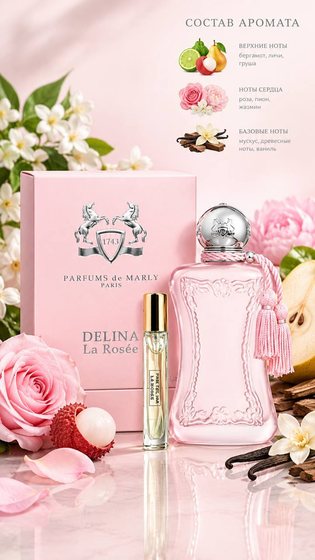 СОСТАВ АРОМАТА
ВЕРХНИЕ НОТЫ
бергамот, личи,
груша
НОТЫ СЕРДЦА
роза, пион,
жасмин
БАЗОВЫЕ НОТЫ
мускус, древесные
ноты, ваниль
1743
PARFUMS de MARLY
PARIS
DELINA
La Rosée